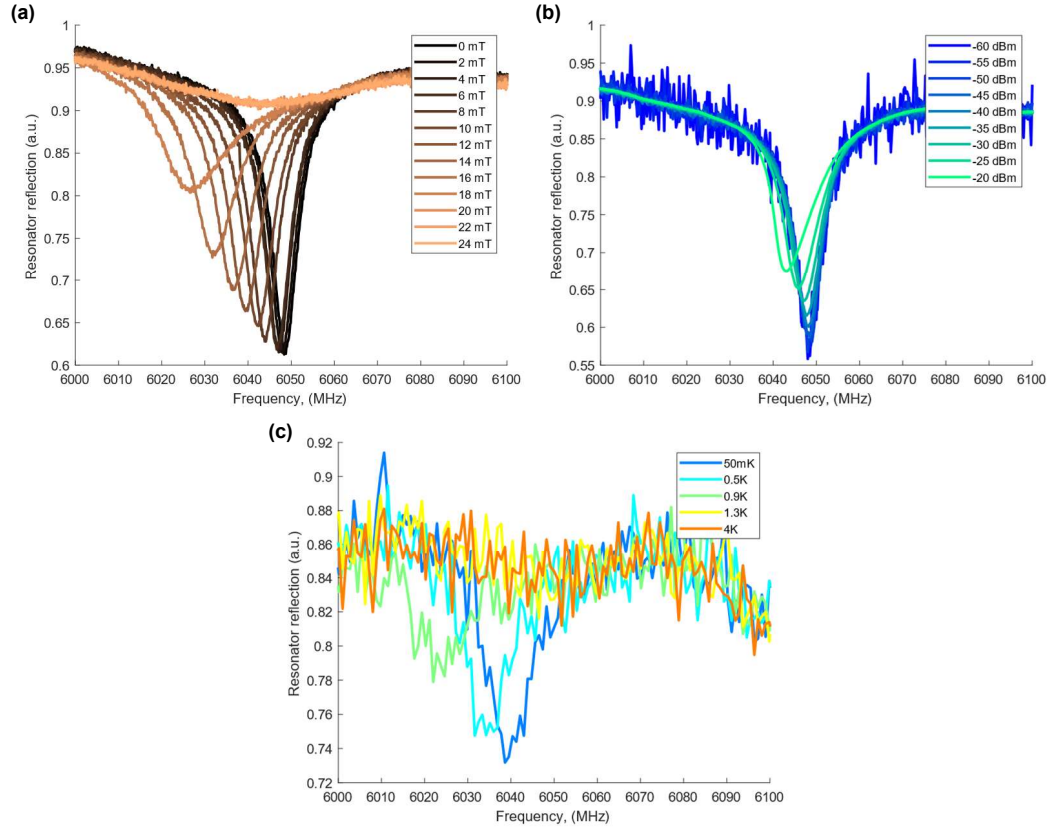 (a)
1
0.95
0.9
0.85
0.8
0.75
0.7
0.65
0.6
Resonator reflection (a.u.)
6000 6010 6020 6030 6040 6050 6060 6070 6080 6090 6100
Frequency, (MHz)
0 mT
2 mT
4 mT
6 mT
8 mT
10 mT
12 mT
14 mT
16 mT
18 mT
20 mT
22 mT
24 mT
(b)
1
0.95
0.9
0.85
0.8
0.75
0.7
0.65
0.6
0.55
Resonator reflection (a.u.)
6000 6010 6020 6030 6040 6050 6060 6070 6080 6090 6100
Frequency, (MHz)
-60 dBm
-55 dBm
-50 dBm
-45 dBm
-40 dBm
-35 dBm
-30 dBm
-25 dBm
-20 dBm
(c)
0.92
0.9
0.88
0.86
0.84
0.82
0.8
0.78
0.76
0.74
0.72
Resonator reflection (a.u.)
6000 6010 6020 6030 6040 6050 6060 6070 6080 6090 6100
Frequency, (MHz)
50mK
0.5K
0.9K
1.3K
4K